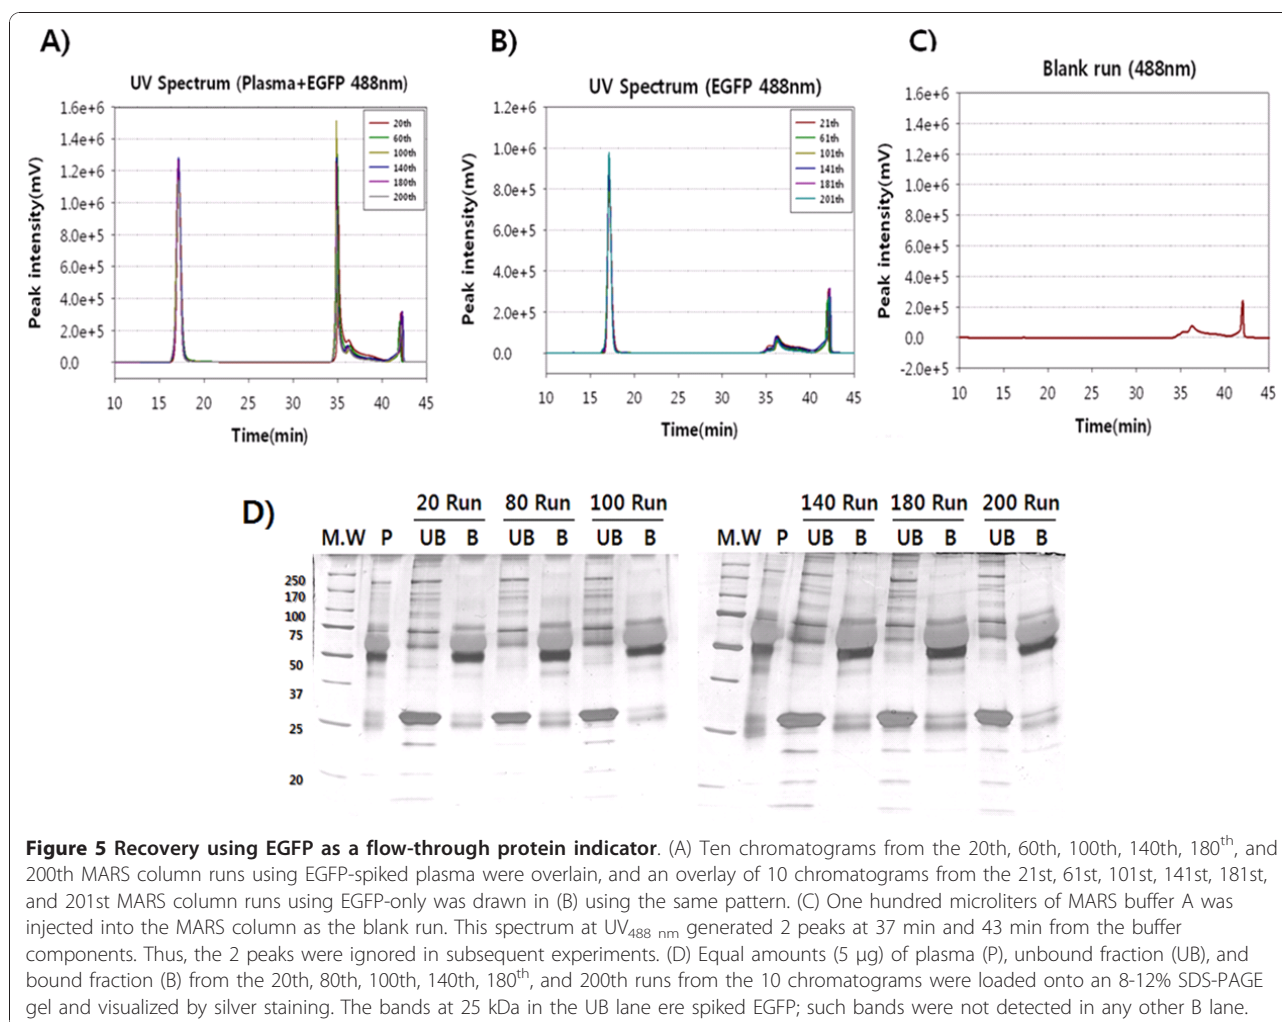 A)
UV Spectrum (Plasma+EGFP 488nm)
Peak intensity(mV)
1.6e+6
1.4e+6
1.2e+6
1.0e+6
8.0e+5
6.0e+5
4.0e+5
2.0e+5
0.0
20th
60th
100th
140th
180th
200th
10 15 20 25 30 35 40 45
Time(min)
B)
UV Spectrum (EGFP 488nm)
Peak intensity(mV)
1.2e+6
1.0e+6
8.0e+5
6.0e+5
4.0e+5
2.0e+5
0.0
21th
61th
101th
141th
181th
201th
10 15 20 25 30 35 40 45
Time(min)
C)
Blank run (488nm)
Peak intensity(mV)
1.6e+6
1.4e+6
1.2e+6
1.0e+6
8.0e+5
6.0e+5
4.0e+5
2.0e+5
0.0
-2.0e+5
10 15 20 25 30 35 40 45
Time(min)
D)
20 Run 80 Run 100 Run
M.W P UB B UB B UB B
250
170
100
75
50
37
25
20
140 Run 180 Run 200 Run
M.W P UB B UB B UB B
Figure 5 Recovery using EGFP as a flow-through protein indicator. (A) Ten chromatograms from the 20th, 60th, 100th, 140th, 180th, and
200th MARS column runs using EGFP-spiked plasma were overlain, and an overlay of 10 chromatograms from the 21st, 61st, 101st, 141st, 181st,
and 201st MARS column runs using EGFP-only was drawn in (B) using the same pattern. (C) One hundred microliters of MARS buffer A was
injected into the MARS column as the blank run. This spectrum at UV488 nm generated 2 peaks at 37 min and 43 min from the buffer
components. Thus, the 2 peaks were ignored in subsequent experiments. (D) Equal amounts (5 μg) of plasma (P), unbound fraction (UB), and
bound fraction (B) from the 20th, 80th, 100th, 140th, 180th, and 200th runs from the 10 chromatograms were loaded onto an 8-12% SDS-PAGE
gel and visualized by silver staining. The bands at 25 kDa in the UB lane ere spiked EGFP; such bands were not detected in any other B lane.